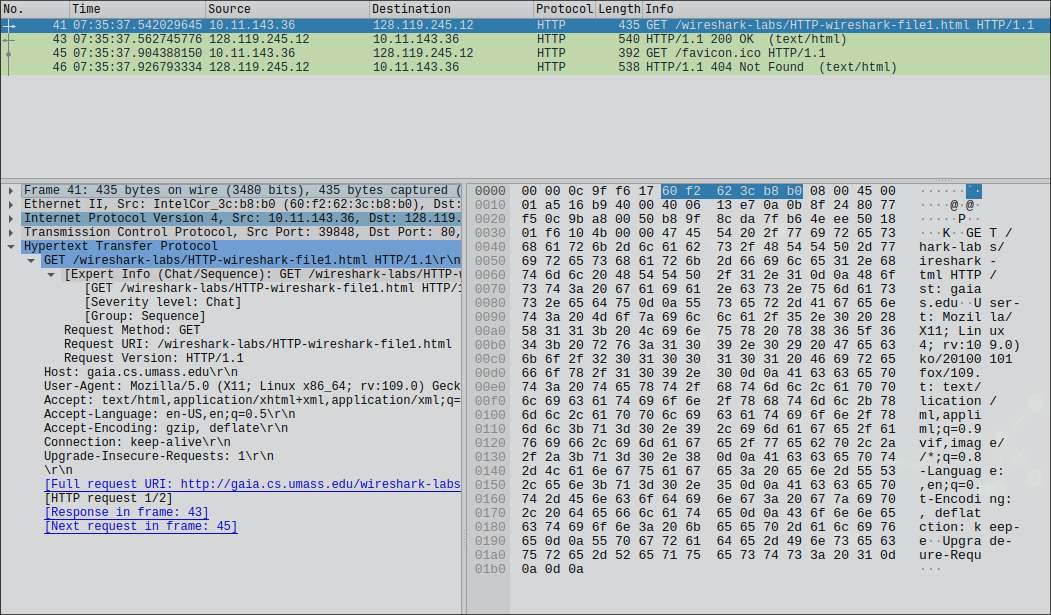 No. Time Source Destination Protocol Length Info
41 07:35:37.542029645 10.11.143.36 128.119.245.12 HTTP 435 GET /wireshark-labs/HTTP-wireshark-file1.html HTTP/1.1
43 07:35:37.562745776 128.119.245.12 10.11.143.36 HTTP 540 HTTP/1.1 200 OK  (text/html)
45 07:35:37.904388150 10.11.143.36 128.119.245.12 HTTP 392 GET /favicon.ico HTTP/1.1
46 07:35:37.926793334 128.119.245.12 10.11.143.36 HTTP 538 HTTP/1.1 404 Not Found  (text/html)
Frame 41: 435 bytes on wire (3480 bits), 435 bytes captured (
Ethernet II, Src: IntelCor_3c:b8:b0 (60:f2:62:3c:b8:b0), Dst:
Internet Protocol Version 4, Src: 10.11.143.36, Dst: 128.119.
Transmission Control Protocol, Src Port: 39848, Dst Port: 80,
Hypertext Transfer Protocol
GET /wireshark-labs/HTTP-wireshark-file1.html HTTP/1.1\r\n
[Expert Info (Chat/Sequence): GET /wireshark-labs/HTTP-w
[GET /wireshark-labs/HTTP-wireshark-file1.html HTTP/1
[Severity level: Chat]
[Group: Sequence]
Request Method: GET
Request URI: /wireshark-labs/HTTP-wireshark-file1.html
Request Version: HTTP/1.1
Host: gaia.cs.umass.edu\r\n
User-Agent: Mozilla/5.0 (X11; Linux x86_64; rv:109.0) Geck
Accept: text/html,application/xhtml+xml,application/xml;q=
Accept-Language: en-US,en;q=0.5\r\n
Accept-Encoding: gzip, deflate\r\n
Connection: keep-alive\r\n
Upgrade-Insecure-Requests: 1\r\n
\r\n
[Full request URI: http://gaia.cs.umass.edu/wireshark-labs
[HTTP request 1/2]
[Response in frame: 43]
[Next request in frame: 45]
0000 00 00 0c 9f f6 17 60 f2 62 3c b8 b0 08 00 45 00 ······`·
0010 01 a5 16 b9 40 00 40 06 13 e7 0a 0b 8f 24 80 77 ····@·@·
0020 f5 0c 9b a8 00 50 b8 9f 8c da 7f b6 4e ee 50 18 ·····P··
0030 01 f6 10 4b 00 00 47 45 54 20 2f 77 69 72 65 73 ···K··GE T /
0040 68 61 72 6b 2d 6c 61 62 73 2f 48 54 54 50 2d 77 hark-lab s/
0050 69 72 65 73 68 61 72 6b 2d 66 69 6c 65 31 2e 68 ireshark -
0060 74 6d 6c 20 48 54 54 50 2f 31 2e 31 0d 0a 48 6f tml HTTP /
0070 73 74 3a 20 67 61 69 61 2e 63 73 2e 75 6d 61 73 st: gaia
0080 73 2e 65 64 75 0d 0a 55 73 65 72 2d 41 67 65 6e s.edu··U ser-
0090 74 3a 20 4d 6f 7a 69 6c 6c 61 2f 35 2e 30 20 28 t: Mozil la/
00a0 58 31 31 3b 20 4c 69 6e 75 78 20 78 38 36 5f 36 X11; Lin ux
00b0 34 3b 20 72 76 3a 31 30 39 2e 30 29 20 47 65 63 4; rv:10 9.0)
00c0 6b 6f 2f 32 30 31 30 30 31 30 31 20 46 69 72 65 ko/20100 101
00d0 66 6f 78 2f 31 30 39 2e 30 0d 0a 41 63 63 65 70 fox/109.
00e0 74 3a 20 74 65 78 74 2f 68 74 6d 6c 2c 61 70 70 t: text/
00f0 6c 69 63 61 74 69 6f 6e 2f 78 68 74 6d 6c 2b 78 lication /
0100 6d 6c 2c 61 70 70 6c 69 63 61 74 69 6f 6e 2f 78 ml,appli
0110 6d 6c 3b 71 3d 30 2e 39 2c 69 6d 61 67 65 2f 61 ml;q=0.9
0120 76 69 66 2c 69 6d 61 67 65 2f 77 65 62 70 2c 2a vif,imag e/
0130 2f 2a 3b 71 3d 30 2e 38 0d 0a 41 63 63 65 70 74 /*;q=0.8
0140 2d 4c 61 6e 67 75 61 67 65 3a 20 65 6e 2d 55 53 -Languag e:
0150 2c 65 6e 3b 71 3d 30 2e 35 0d 0a 41 63 63 65 70 ,en;q=0.
0160 74 2d 45 6e 63 6f 64 69 6e 67 3a 20 67 7a 69 70 t-Encodi ng:
0170 2c 20 64 65 66 6c 61 74 65 0d 0a 43 6f 6e 6e 65 , deflat
0180 63 74 69 6f 6e 3a 20 6b 65 65 70 2d 61 6c 69 76 ction: k eep-
0190 65 0d 0a 55 70 67 72 61 64 65 2d 49 6e 73 65 63 e··Upgra de-
01a0 75 72 65 2d 52 65 71 75 65 73 74 73 3a 20 31 0d ure-Requ
01b0 0a 0d 0a ···